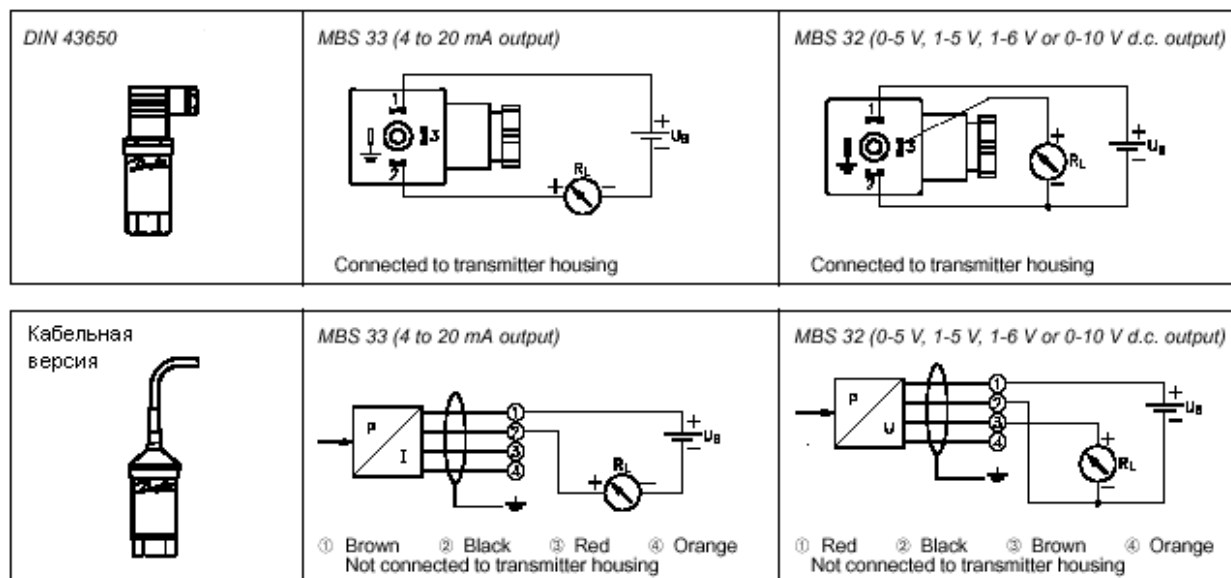 DIN 43650
MBS 33 (4 to 20 mA output)
1
3
2
+
−
UB
+
RL
−
Connected to transmitter housing
MBS 32 (0-5 V, 1-5 V, 1-6 V or 0-10 V d.c. output)
1
3
+
RL
−
+
UB
−
Connected to transmitter housing
Кабельная
версия
MBS 33 (4 to 20 mA output)
P
I
1
2
3
4
+
UB
−
+
RL
−
① Brown ② Black ③ Red ④ Orange
Not connected to transmitter housing
MBS 32 (0-5 V, 1-5 V, 1-6 V or 0-10 V d.c. output)
P
U
1
2
3
4
+
RL
−
+
UB
−
① Red ② Black ③ Brown ④ Orange
Not connected to transmitter housing